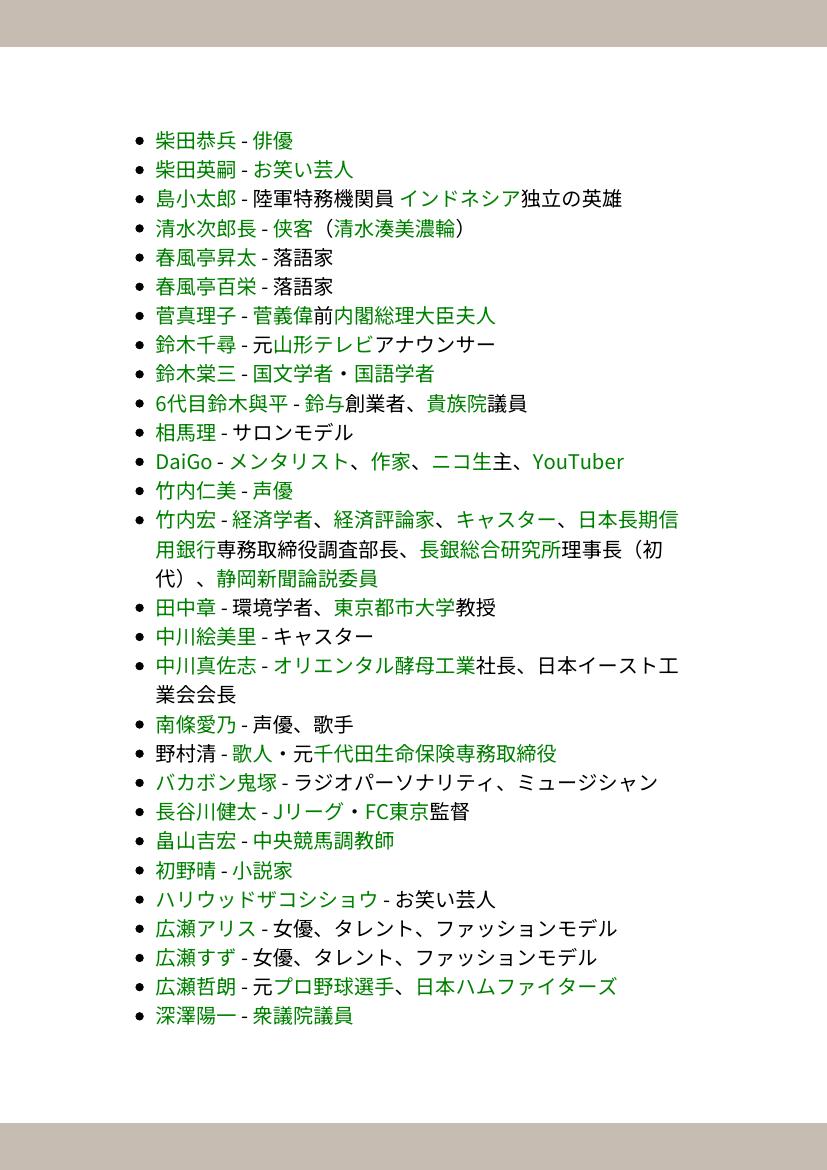 • 柴田恭兵 - 俳優
• 柴田英嗣 - お笑い芸人
• 島小太郎 - 陸軍特務機関員 インドネシア独立の英雄
• 清水次郎長 - 侠客（清水湊美濃輪）
• 春風亭昇太 - 落語家
• 春風亭百栄 - 落語家
• 菅真理子 - 菅義偉前内閣総理大臣夫人
• 鈴木千尋 - 元山形テレビアナウンサー
• 鈴木棠三 - 国文学者・国語学者
• 6代目鈴木與平 - 鈴与創業者、貴族院議員
• 相馬理 - サロンモデル
• DaiGo - メンタリスト、作家、ニコ生主、YouTuber
• 竹内仁美 - 声優
• 竹内宏 - 経済学者、経済評論家、キャスター、日本長期信
用銀行専務取締役調査部長、長銀総合研究所理事長（初
代）、静岡新聞論説委員
• 田中章 - 環境学者、東京都市大学教授
• 中川絵美里 - キャスター
• 中川真佐志 - オリエンタル酵母工業社長、日本イースト工
業会会長
• 南條愛乃 - 声優、歌手
• 野村清 - 歌人・元千代田生命保険専務取締役
• バカボン鬼塚 - ラジオパーソナリティ、ミュージシャン
• 長谷川健太 - Jリーグ・FC東京監督
• 畠山吉宏 - 中央競馬調教師
• 初野晴 - 小説家
• ハリウッドザコシショウ - お笑い芸人
• 広瀬アリス - 女優、タレント、ファッションモデル
• 広瀬すず - 女優、タレント、ファッションモデル
• 広瀬哲朗 - 元プロ野球選手、日本ハムファイターズ
• 深澤陽一 - 衆議院議員